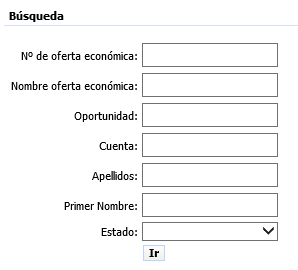 Búsqueda
Nº de oferta económica:
Nombre oferta económica:
Oportunidad:
Cuenta:
Apellidos:
Primer Nombre:
Estado:
Ir